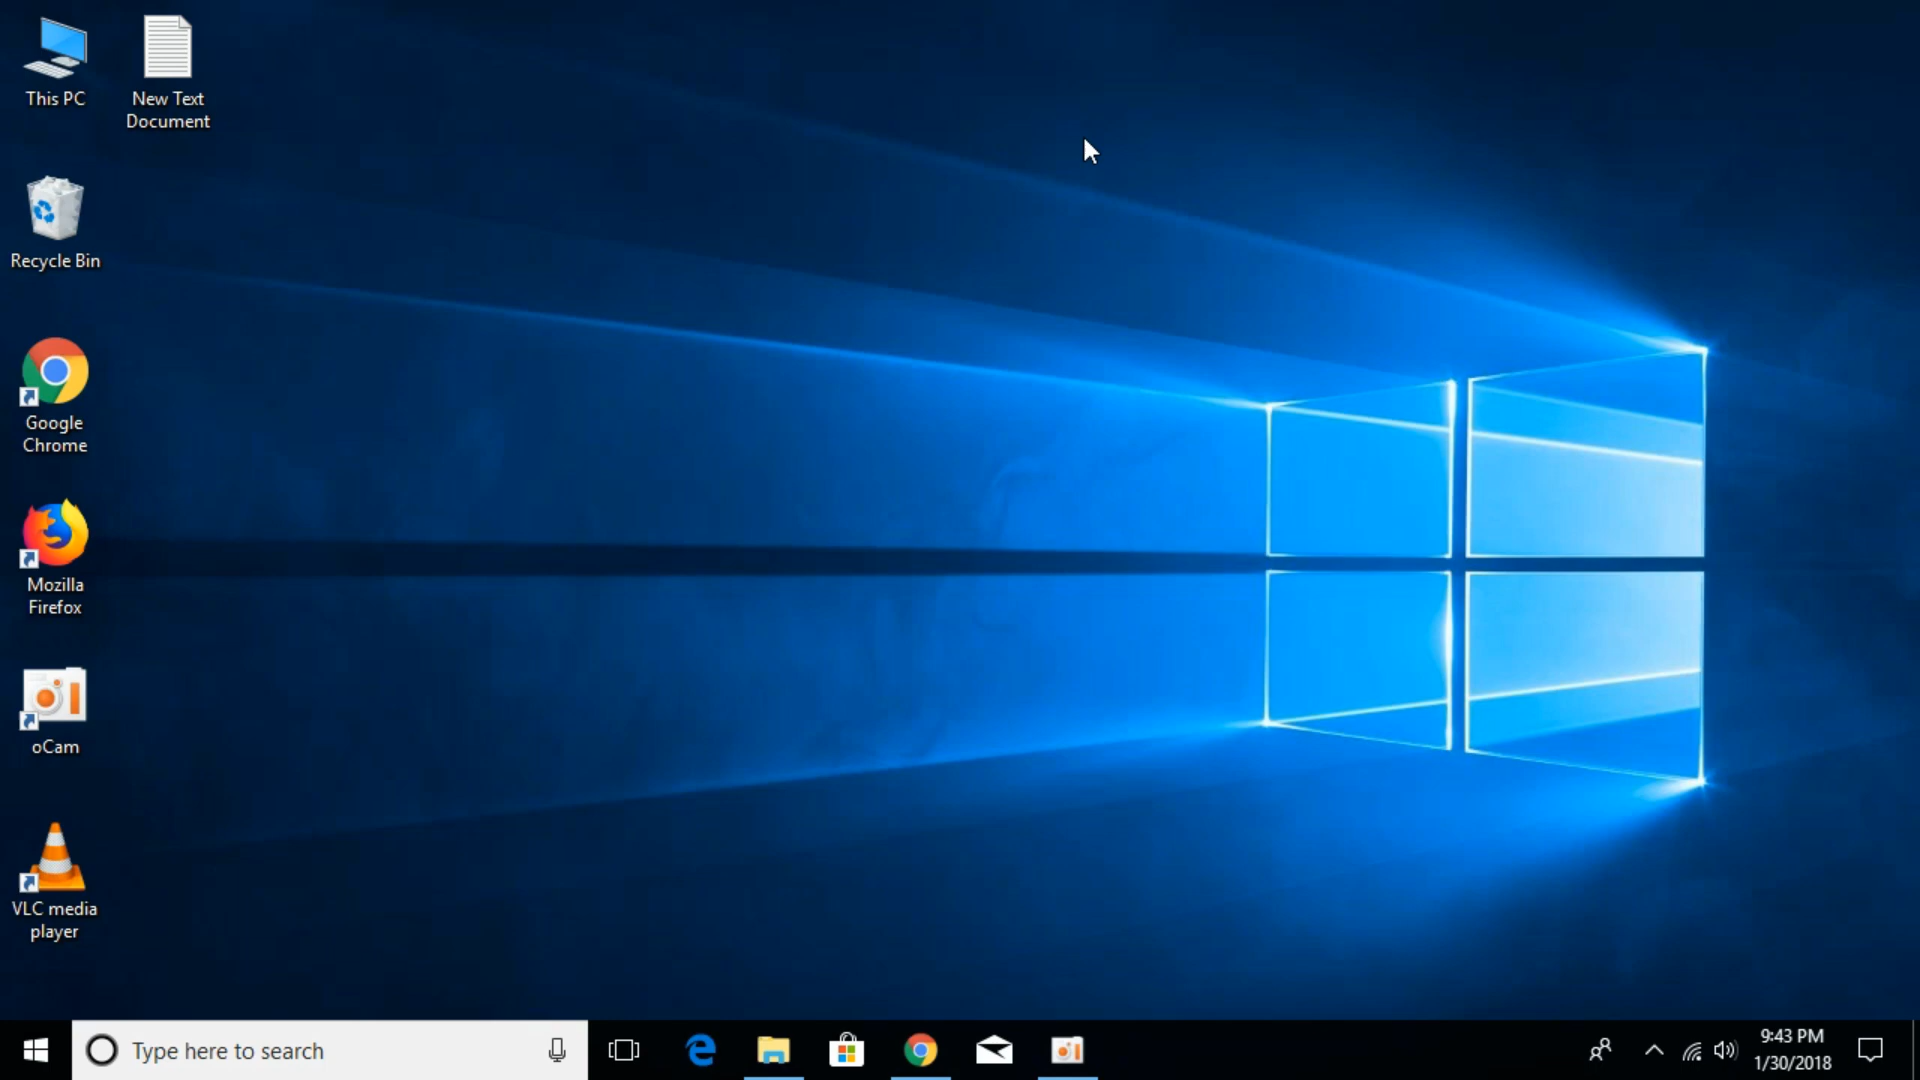 This PC
New Text
Document
Recycle Bin
Google
Chrome
Mozilla
Firefox
oCam
VLC media
player
Type here to search
9:43 PM
1/30/2018